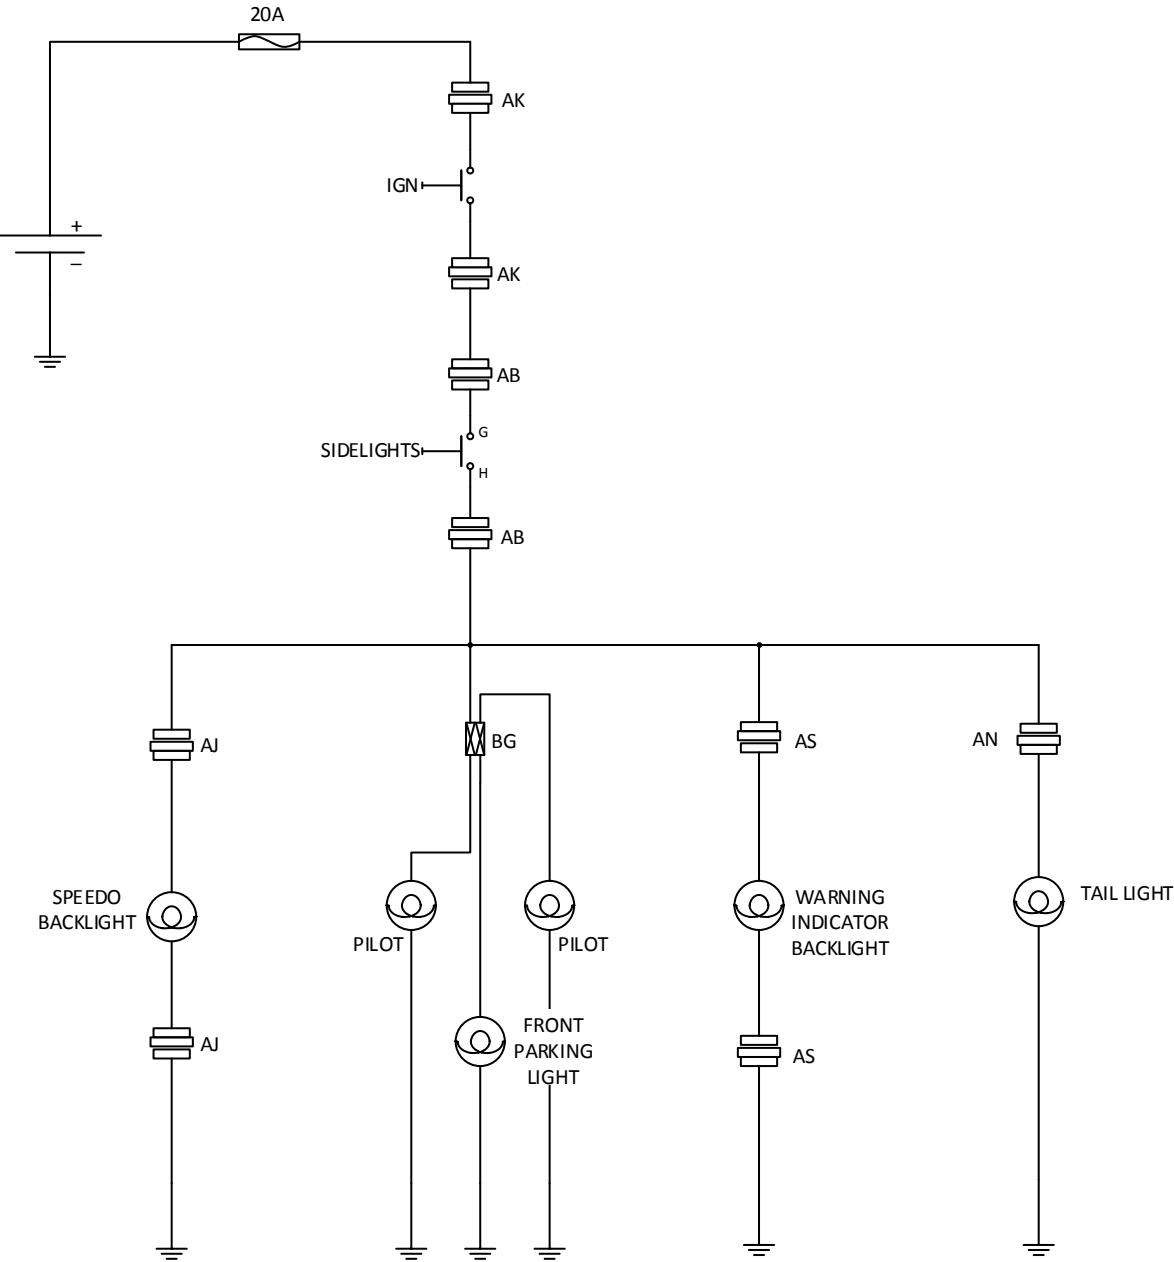 20A
AK
IGN
+
–
AK
AB
G
SIDELIGHTS
H
AB
AJ
BG
AS
AN
SPEEDO
BACKLIGHT
PILOT
PILOT
WARNING
INDICATOR
BACKLIGHT
TAIL LIGHT
FRONT
PARKING
LIGHT
AJ
AS